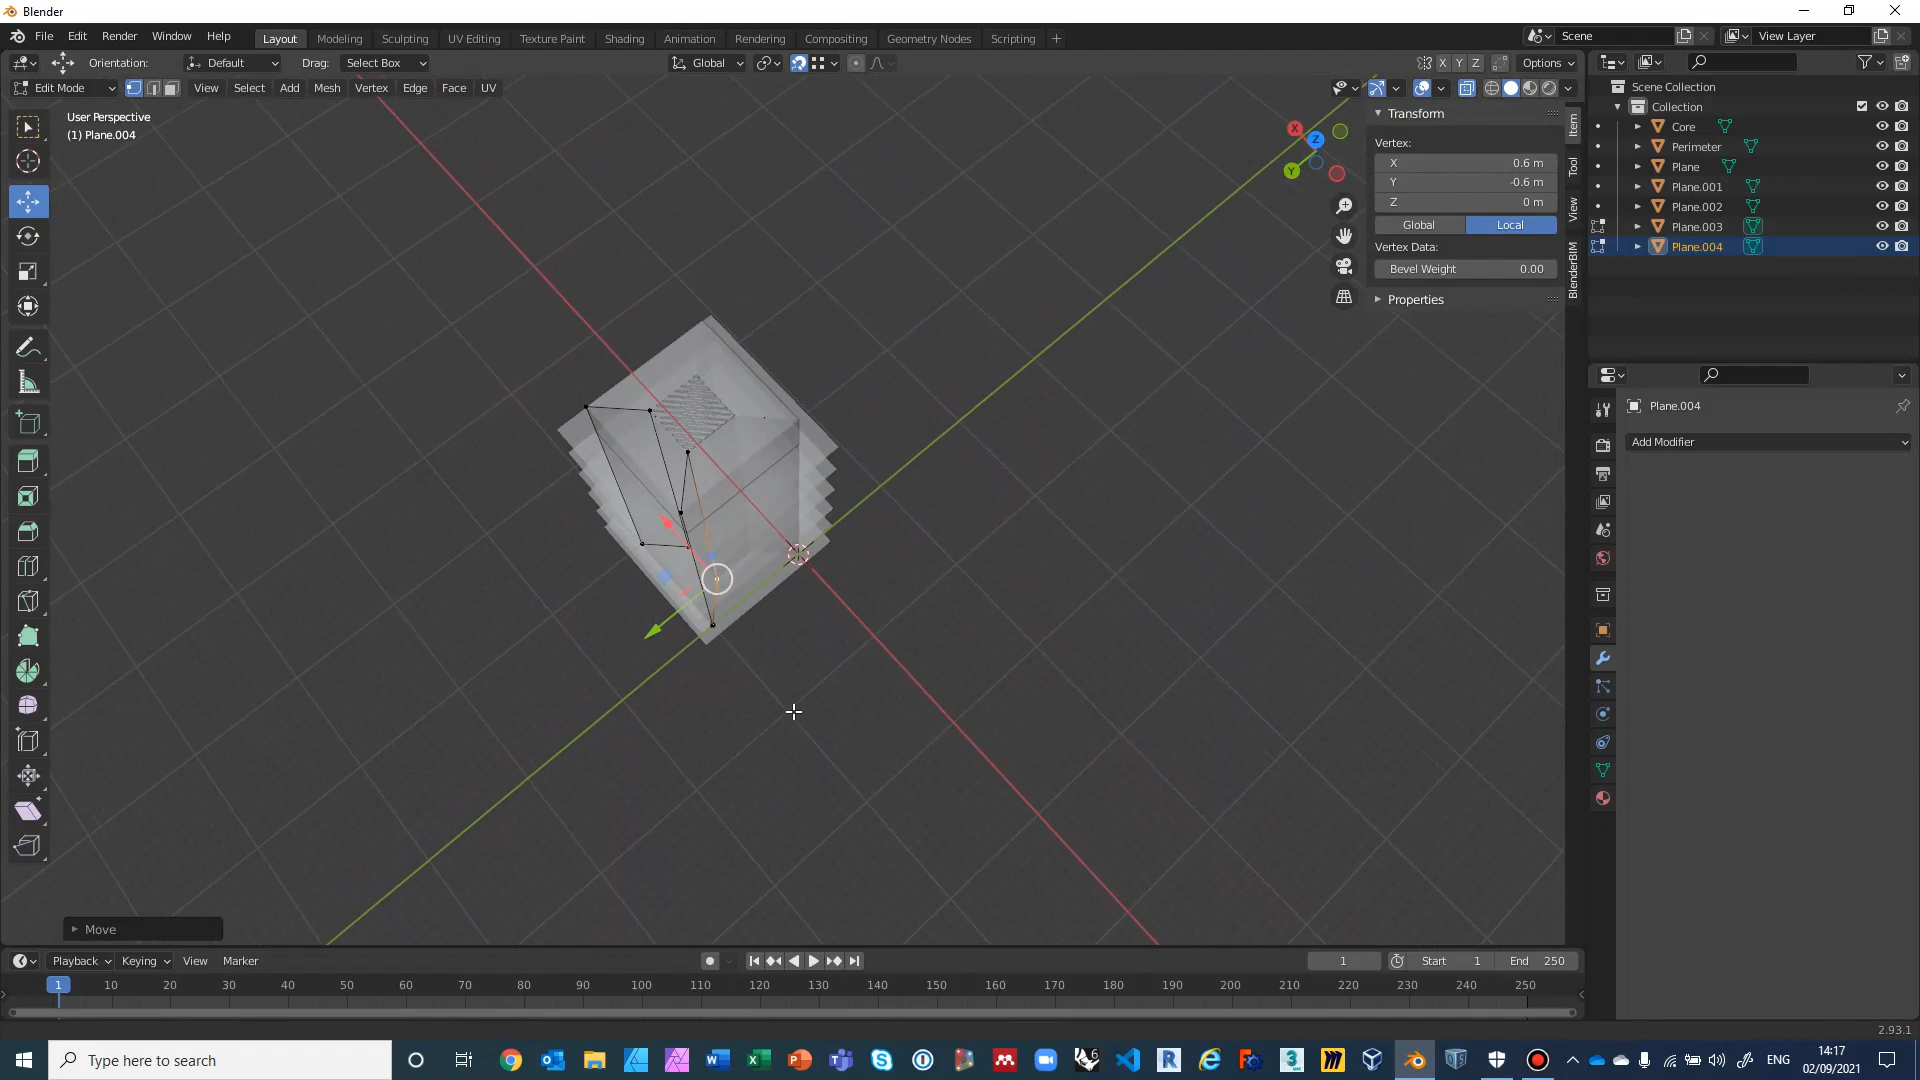 Blender
File Edit Render Window Help
Layout Modeling Sculpting UV Editing Texture Paint Shading Animation Rendering Compositing Geometry Nodes Scripting +
Scene
View Layer
Orientation: Default Drag: Select Box
Global
X Y Z Options
Edit Mode View Select Add Mesh Vertex Edge Face UV
User Perspective
(1) Plane.004
Z
X
Y
Transform
Vertex:
X 0.6 m
Y -0.6 m
Z 0 m
Global Local
Vertex Data:
Bevel Weight 0.00
Properties
Item
Tool
View
BlenderBIM
Scene Collection
Collection
Core
Perimeter
Plane
Plane.001
Plane.002
Plane.003
Plane.004
Plane.004
Add Modifier
Move
Playback Keying View Marker
1 Start 1 End 250
1 10 20 30 40 50 60 70 80 90 100 110 120 130 140 150 160 170 180 190 200 210 220 230 240 250
2.93.1
Type here to search
ENG
14:17
02/09/2021